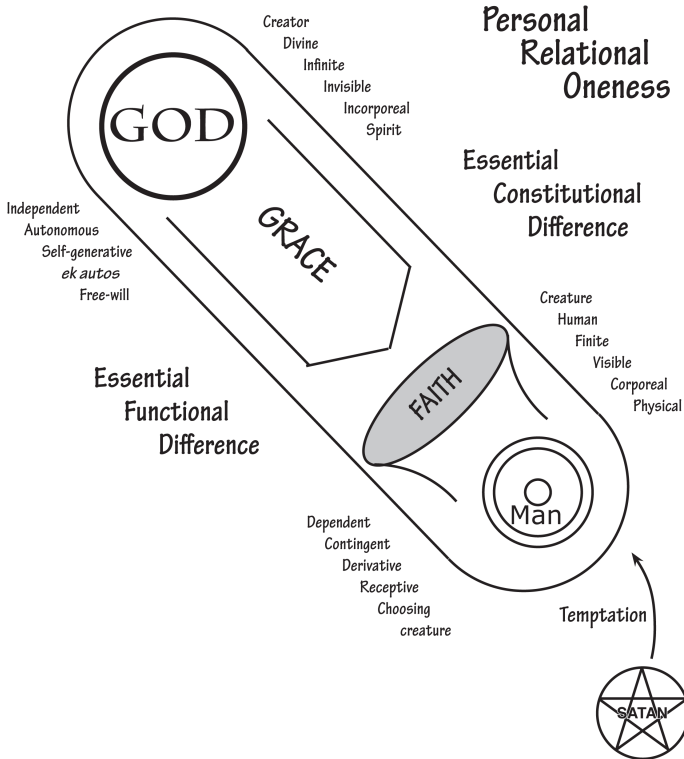 Creator
Divine
Infinite
Invisible
Incorporeal
Spirit
Personal
Relational
Oneness
GOD
Essential
Constitutional
Difference
Independent
Autonomous
Self-generative
ek autos
Free-will
GRACE
Creature
Human
Finite
Visible
Corporeal
Physical
Essential
Functional
Difference
FAITH
Man
Dependent
Contingent
Derivative
Receptive
Choosing
creature
Temptation
SATAN